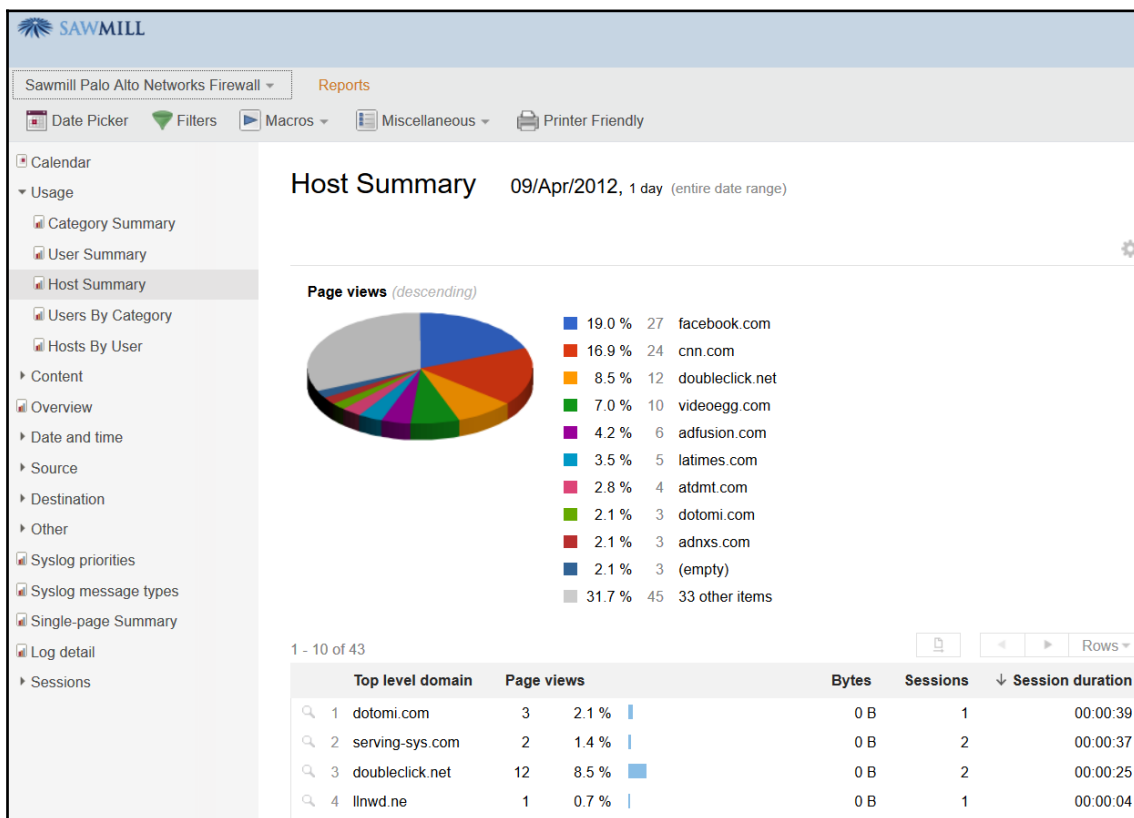 SAWMILL
Sawmill Palo Alto Networks Firewall Reports
Date Picker Filters Macros Miscellaneous Printer Friendly
Calendar
Usage
Category Summary
User Summary
Host Summary
Users By Category
Hosts By User
Content
Overview
Date and time
Source
Destination
Other
Syslog priorities
Syslog message types
Single-page Summary
Log detail
Sessions
Host Summary 09/Apr/2012, 1 day (entire date range)
Page views (descending)
19.0 % 27 facebook.com
16.9 % 24 cnn.com
8.5 % 12 doubleclick.net
7.0 % 10 videoegg.com
4.2 % 6 adfusion.com
3.5 % 5 latimes.com
2.8 % 4 atdmt.com
2.1 % 3 dotomi.com
2.1 % 3 adnxs.com
2.1 % 3 (empty)
31.7 % 45 33 other items
1 - 10 of 43 Rows
Top level domain Page views Bytes Sessions Session duration
1 dotomi.com 3 2.1 % 0 B 1 00:00:39
2 serving-sys.com 2 1.4 % 0 B 2 00:00:37
3 doubleclick.net 12 8.5 % 0 B 2 00:00:25
4 llnwd.ne 1 0.7 % 0 B 1 00:00:04